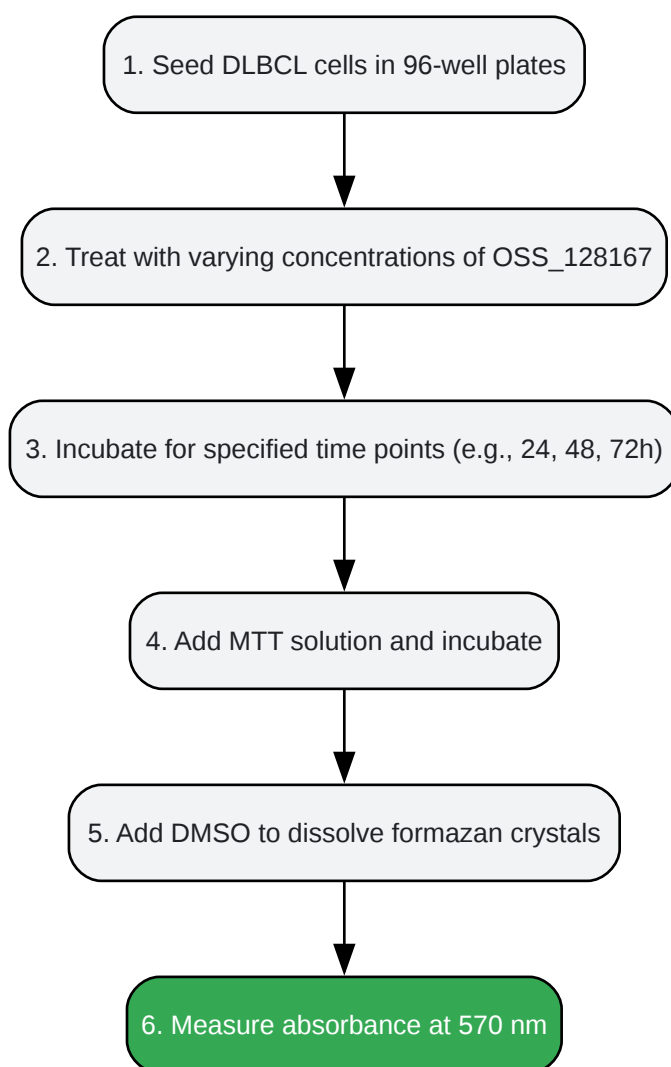 1. Seed DLBCL cells in 96-well plates
2. Treat with varying concentrations of OSS_128167
3. Incubate for specified time points (e.g., 24, 48, 72h)
4. Add MTT solution and incubate
5. Add DMSO to dissolve formazan crystals
6. Measure absorbance at 570 nm